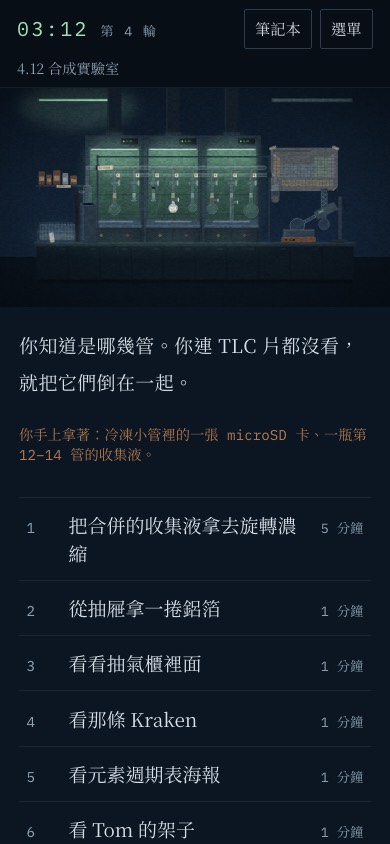 03:12 第 4 輪 筆記本 選單
4.12 合成實驗室
你知道是哪幾管。你連 TLC 片都沒看，
就把它們倒在一起。
你手上拿著：冷凍小管裡的一張 microSD 卡、一瓶第
12–14 管的收集液。
1 把合併的收集液拿去旋轉濃 5 分鐘
縮
2 從抽屜拿一捲鋁箔 1 分鐘
3 看看抽氣櫃裡面 1 分鐘
4 看那條 Kraken 1 分鐘
5 看元素週期表海報 1 分鐘
6 看 Tom 的架子 1 分鐘